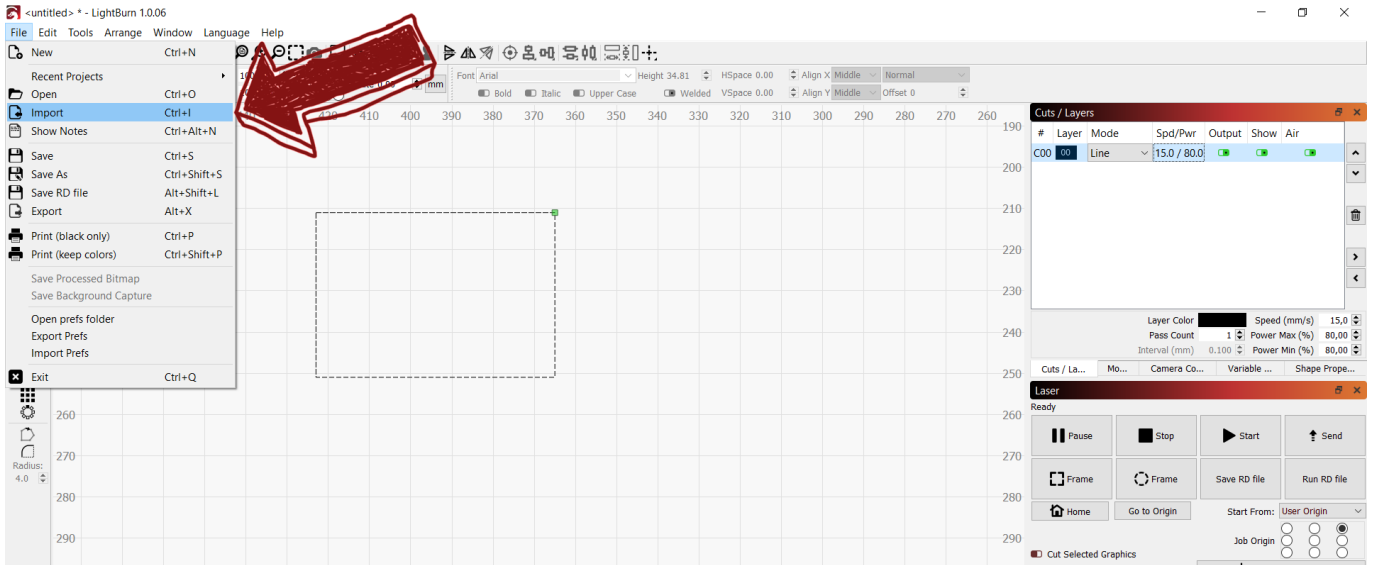 <untitled> * - LightBurn 1.0.06
File Edit Tools Arrange Window Language Help
New Ctrl+N
Recent Projects
Open Ctrl+O
Import Ctrl+I
Show Notes Ctrl+Alt+N
Save Ctrl+S
Save As Ctrl+Shift+S
Save RD file Alt+Shift+L
Export Alt+X
Print (black only) Ctrl+P
Print (keep colors) Ctrl+Shift+P
Save Processed Bitmap
Save Background Capture
Open prefs folder
Export Prefs
Import Prefs
Exit Ctrl+Q
mm
Font Arial Height 34.81 HSpace 0.00 Align X Middle Normal
Bold Italic Upper Case Welded VSpace 0.00 Align Y Middle Offset 0
420 410 400 390 380 370 360 350 340 330 320 310 300 290 280 270 260
190
200
210
220
230
240
250
260 260
270 270
280 280
290 290
Radius:
4.0
Cuts / Layers
# Layer Mode Spd/Pwr Output Show Air
C00 00 Line 15.0 / 80.0
Layer Color Speed (mm/s) 15,0
Pass Count 1 Power Max (%) 80,00
Interval (mm) 0.100 Power Min (%) 80,00
Cuts / La... Mo... Camera Co... Variable ... Shape Prope...
Laser
Ready
Pause Stop Start Send
Frame Frame Save RD file Run RD file
Home Go to Origin Start From: User Origin
Job Origin
Cut Selected Graphics